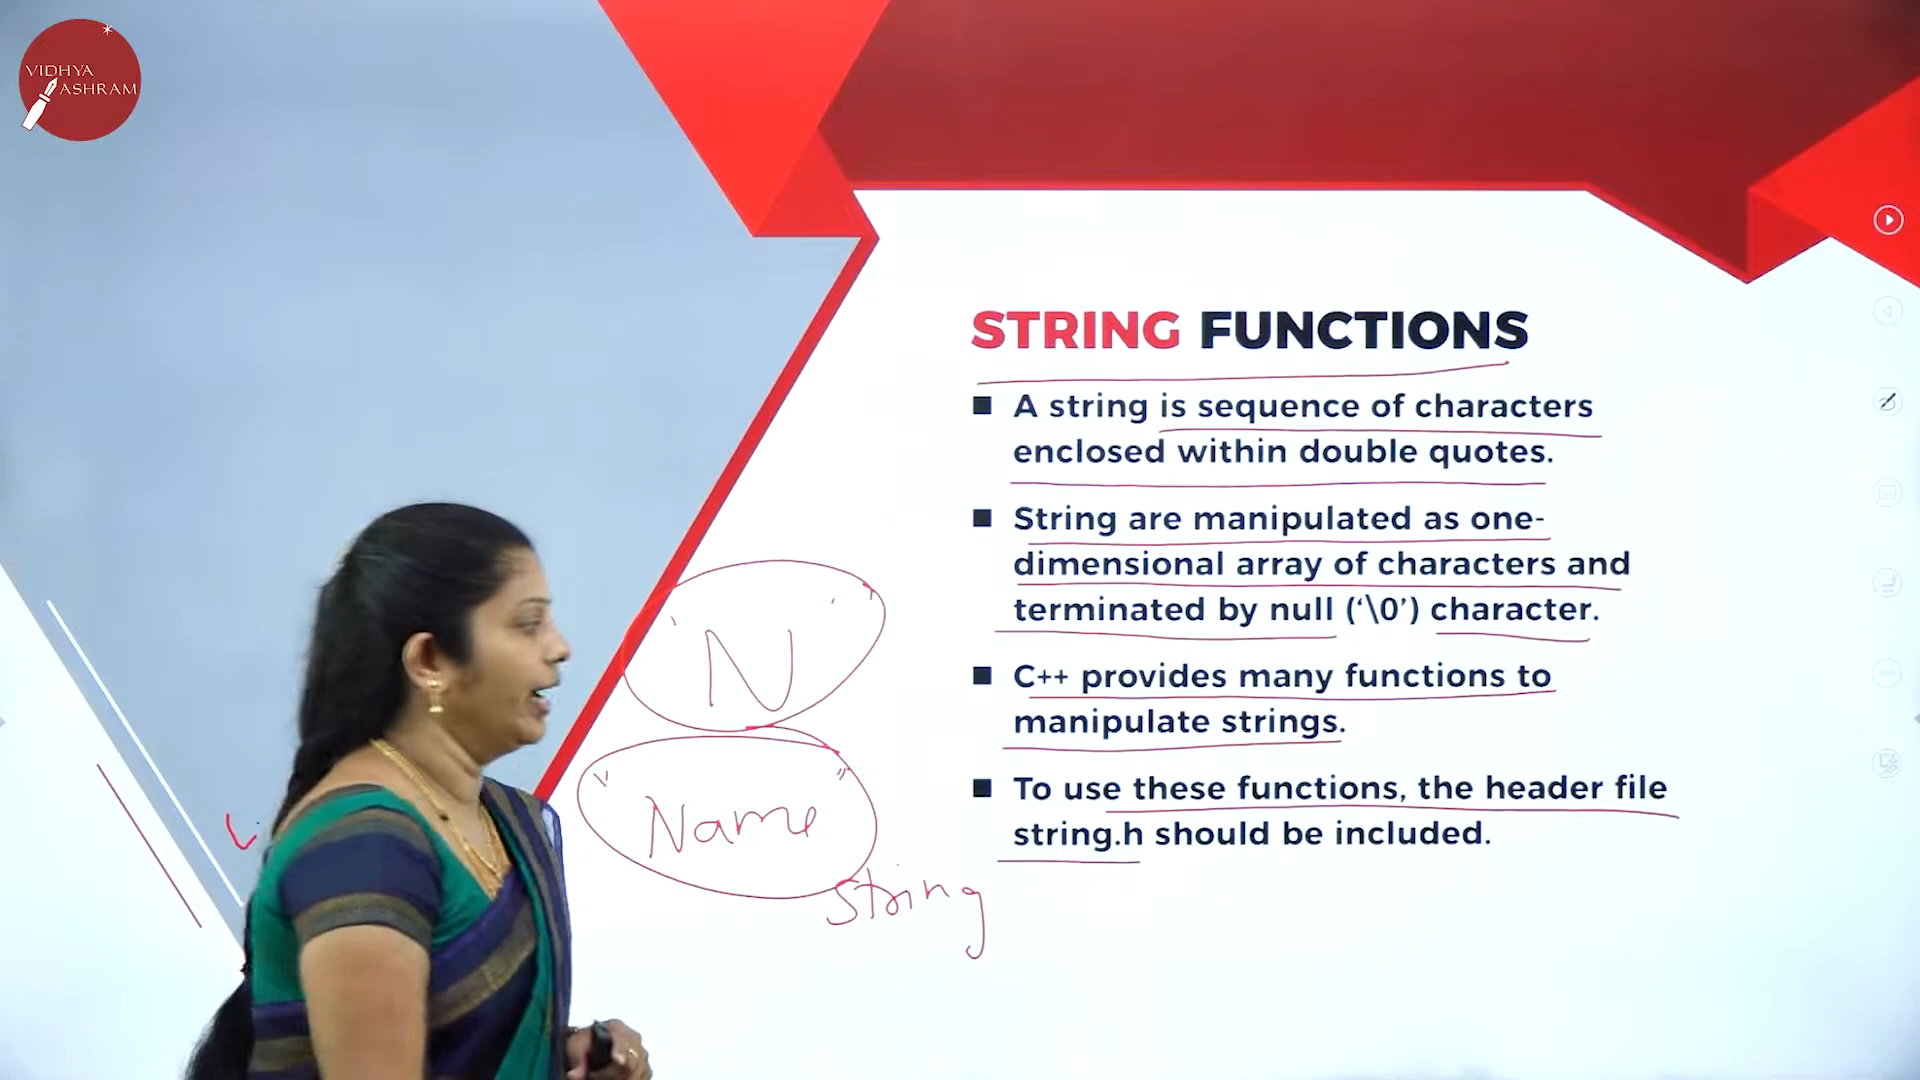 VIDHYA
ASHRAM
STRING FUNCTIONS
■ A string is sequence of characters
enclosed within double quotes.
■ String are manipulated as one-
dimensional array of characters and
terminated by null (‘\0’) character.
■ C++ provides many functions to
manipulate strings.
■ To use these functions, the header file
string.h should be included.
'N'
"Name"
String